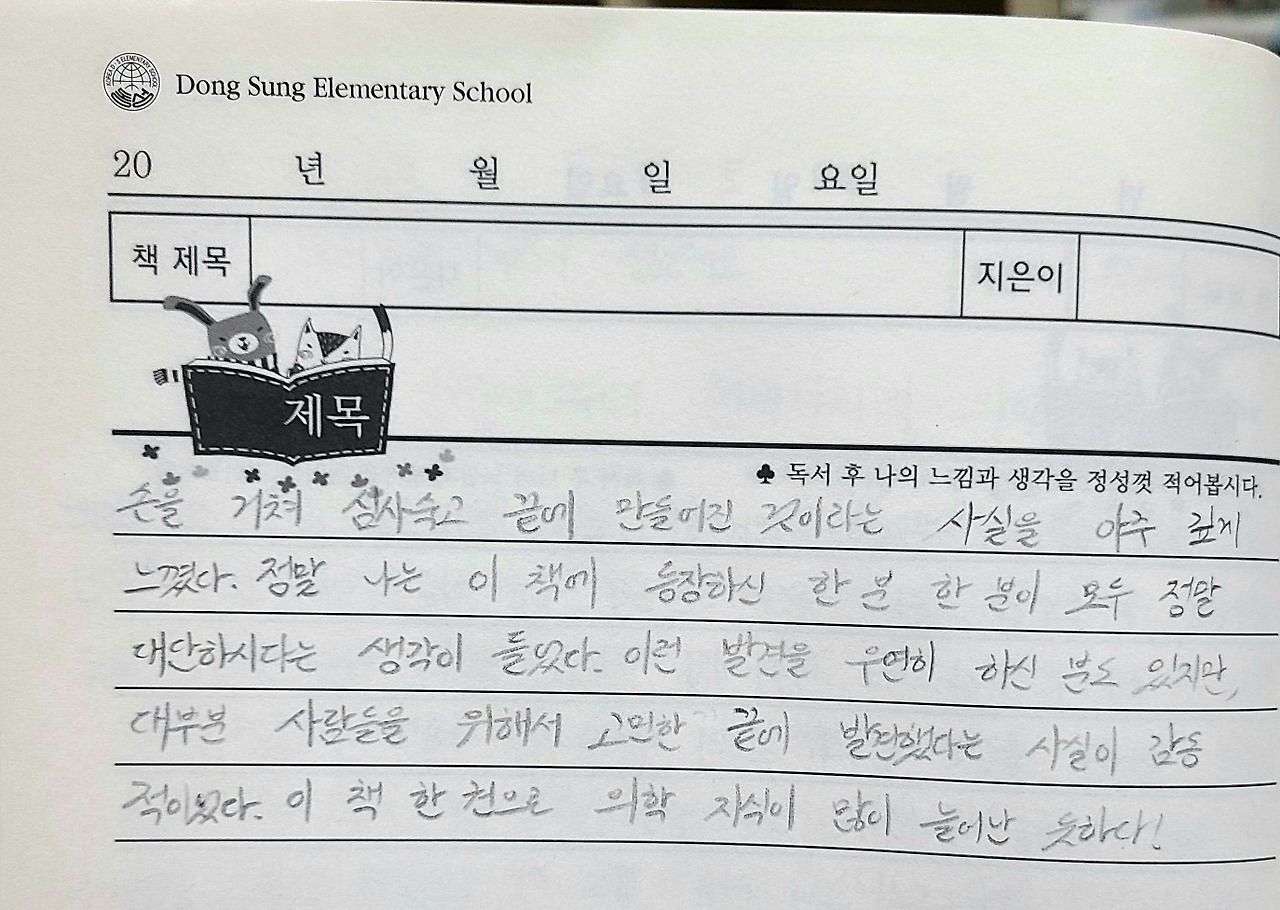 KOREA D·S ELEMENTARY SCHOOL
Dong Sung Elementary School
20 년 월 일 요일
책 제목 지은이
제목
♣ 독서 후 나의 느낌과 생각을 정성껏 적어봅시다.
손을 거쳐 심사숙고 끝에 만들어진 것이라는 사실을 아주 깊게
느꼈다. 정말 나는 이 책에 등장하신 한 분 한 분이 모두 정말
대단하시다는 생각이 들었다. 이런 발견을 우연히 하신 분도 있지만,
대부분 사람들을 위해서 고민한 끝에 발견했다는 사실이 감동
적이었다. 이 책 한 권으로 의학 지식이 많이 늘어난 듯하다!